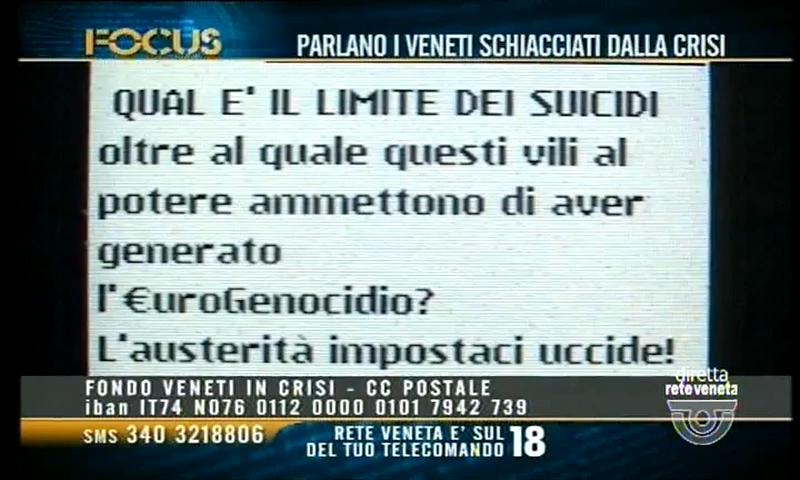 FOCUS
PARLANO I VENETI SCHIACCIATI DALLA CRISI
QUAL E' IL LIMITE DEI SUICIDI
oltre al quale questi vili al
potere ammettono di aver
generato
l'€uroGenocidio?
L'austerità impostaci uccide!
FONDO VENETI IN CRISI - CC POSTALE
iban IT74 N076 0112 0000 0101 7942 739
diretta
reteveneta
SMS 340 3218806
RETE VENETA E' SUL
DEL TUO TELECOMANDO 18